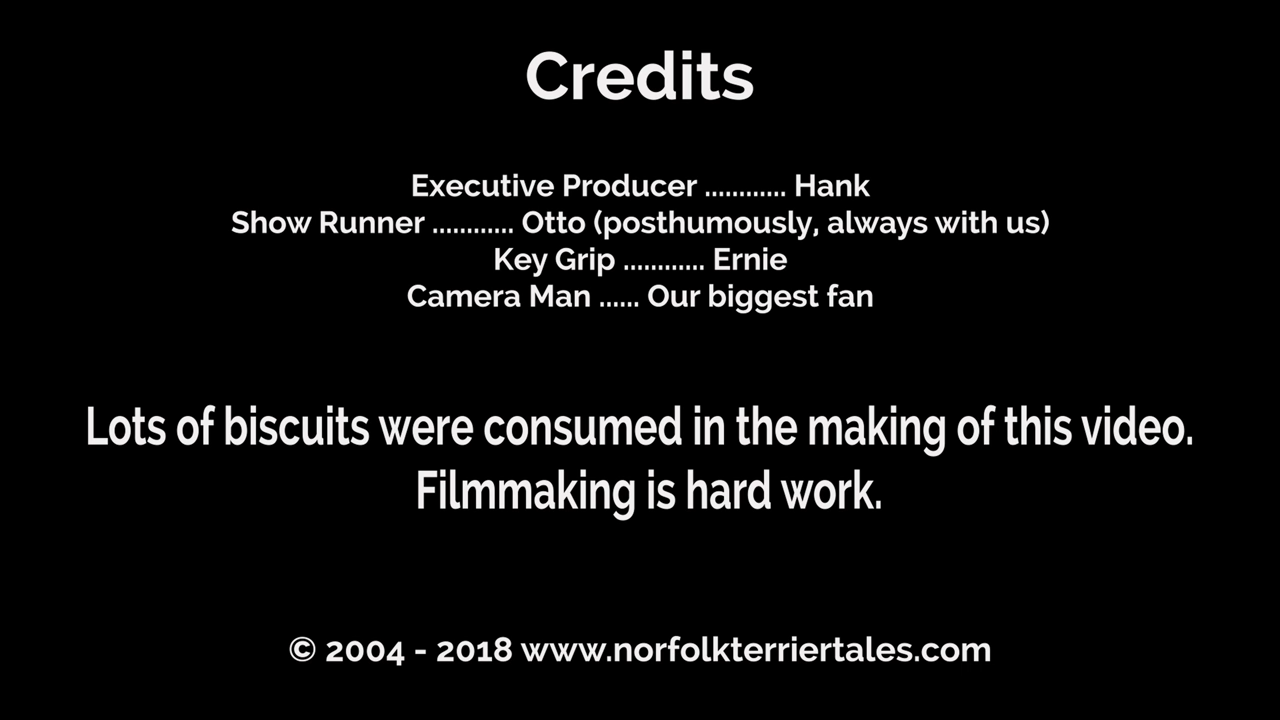 Credits
Executive Producer ............ Hank
Show Runner ............ Otto (posthumously, always with us)
Key Grip ............ Ernie
Camera Man ...... Our biggest fan
Lots of biscuits were consumed in the making of this video.
Filmmaking is hard work.
© 2004 - 2018 www.norfolkterriertales.com